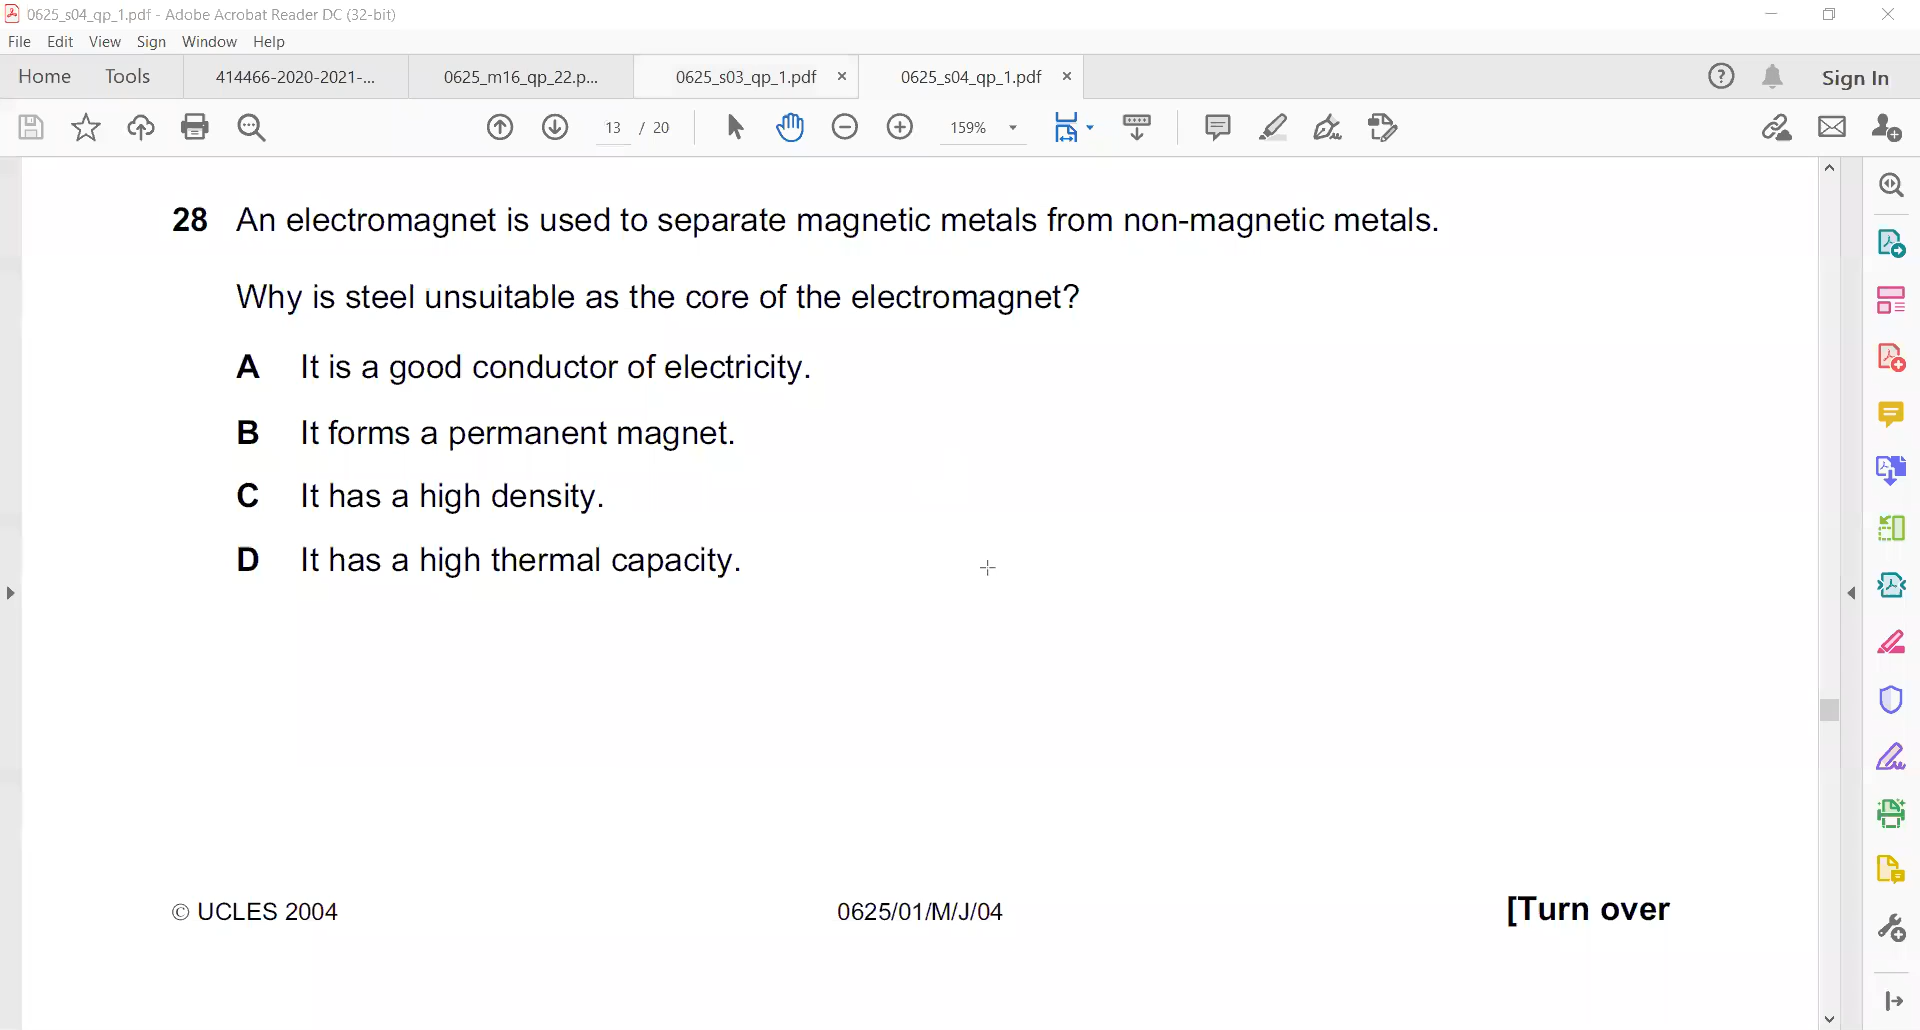 0625_s04_qp_1.pdf - Adobe Acrobat Reader DC (32-bit)
File Edit View Sign Window Help
Home Tools 414466-2020-2021-... 0625_m16_qp_22.p... 0625_s03_qp_1.pdf × 0625_s04_qp_1.pdf × Sign In
13 / 20 159%
28 An electromagnet is used to separate magnetic metals from non-magnetic metals.
Why is steel unsuitable as the core of the electromagnet?
A It is a good conductor of electricity.
B It forms a permanent magnet.
C It has a high density.
D It has a high thermal capacity.
© UCLES 2004 0625/01/M/J/04 [Turn over